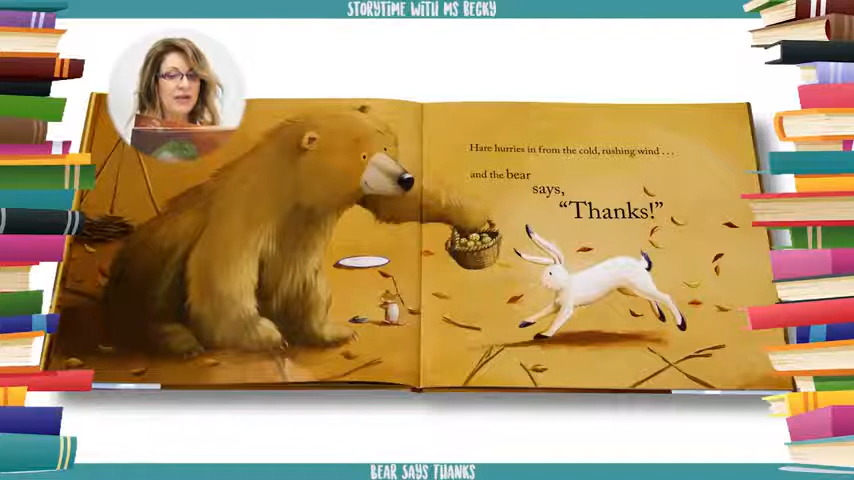 STORYTIME WITH MS BECKY
Hare hurries in from the cold, rushing wind . . .
and the bear
says,
“Thanks!”
BEAR SAYS THANKS